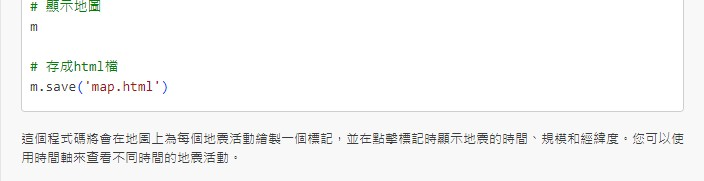 # 顯示地圖
m
# 存成html檔
m.save('map.html')
這個程式碼將會在地圖上為每個地震活動繪製一個標記，並在點擊標記時顯示地震的時間、規模和經緯度。您可以使
用時間軸來查看不同時間的地震活動。